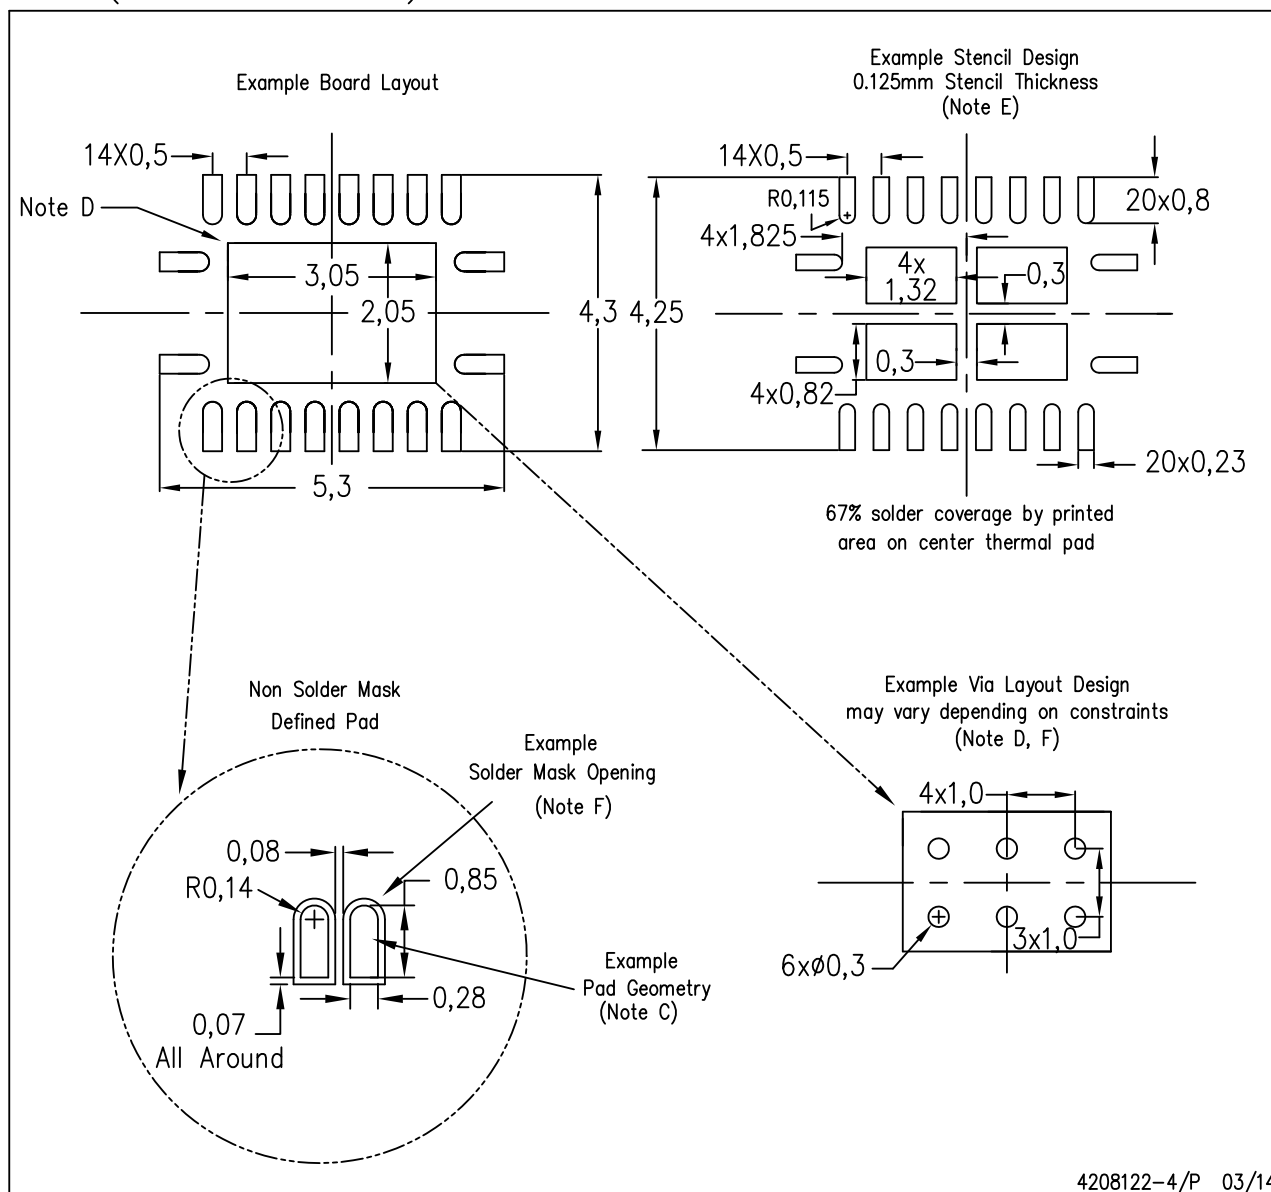 Example Board Layout
Example Stencil Design
0.125mm Stencil Thickness
(Note E)
14X0,5
Note D
3,05
2,05
4,3
5,3
14X0,5
R0,115
4x1,825
4x
1,32
0,3
20x0,8
4,25
0,3
4x0,82
20x0,23
67% solder coverage by printed
area on center thermal pad
Non Solder Mask
Defined Pad
Example
Solder Mask Opening
(Note F)
0,08
R0,14
0,85
0,28
0,07
All Around
Example
Pad Geometry
(Note C)
Example Via Layout Design
may vary depending on constraints
(Note D, F)
4x1,0
3x1,0
6xø0,3
4208122-4/P 03/14